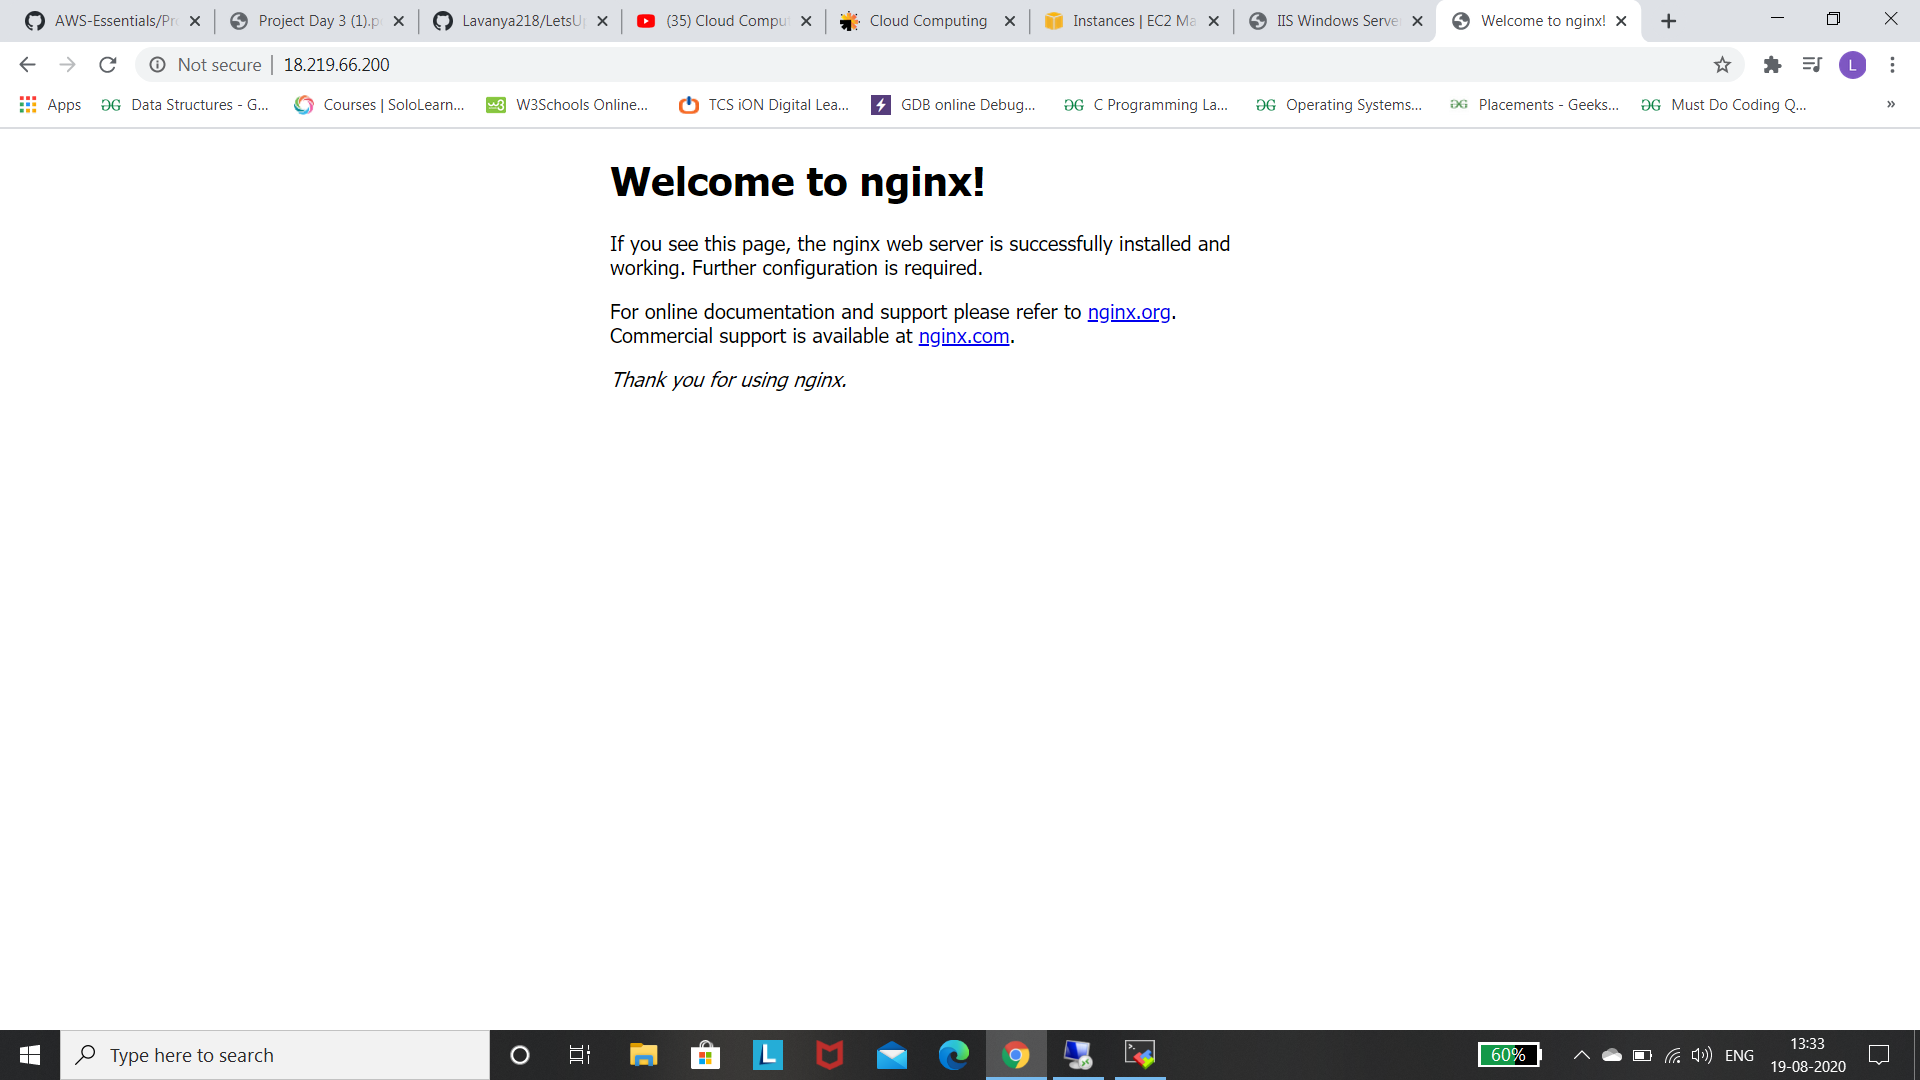 AWS-Essentials/Pr
Project Day 3 (1).p
Lavanya218/LetsU
(35) Cloud Compu
Cloud Computing
Instances | EC2 Ma
IIS Windows Serve
Welcome to nginx!
Not secure
18.219.66.200
L
Apps
Data Structures - G...
Courses | SoloLearn...
W3Schools Online...
TCS iON Digital Lea...
GDB online Debug...
C Programming La...
Operating Systems...
Placements - Geeks...
Must Do Coding Q...
»
Welcome to nginx!
If you see this page, the nginx web server is successfully installed and
working. Further configuration is required.
For online documentation and support please refer to nginx.org.
Commercial support is available at nginx.com.
Thank you for using nginx.
Type here to search
L
60%
ENG
13:33
19-08-2020